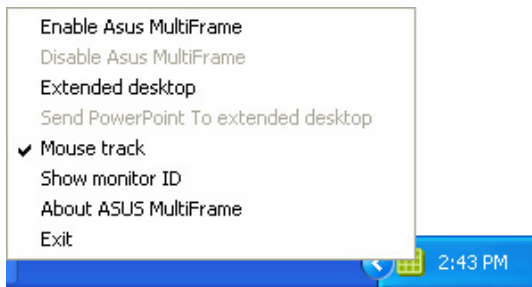 Enable Asus MultiFrame
Disable Asus MultiFrame
Extended desktop
Send PowerPoint To extended desktop
Mouse track
Show monitor ID
About ASUS MultiFrame
Exit
2:43 PM